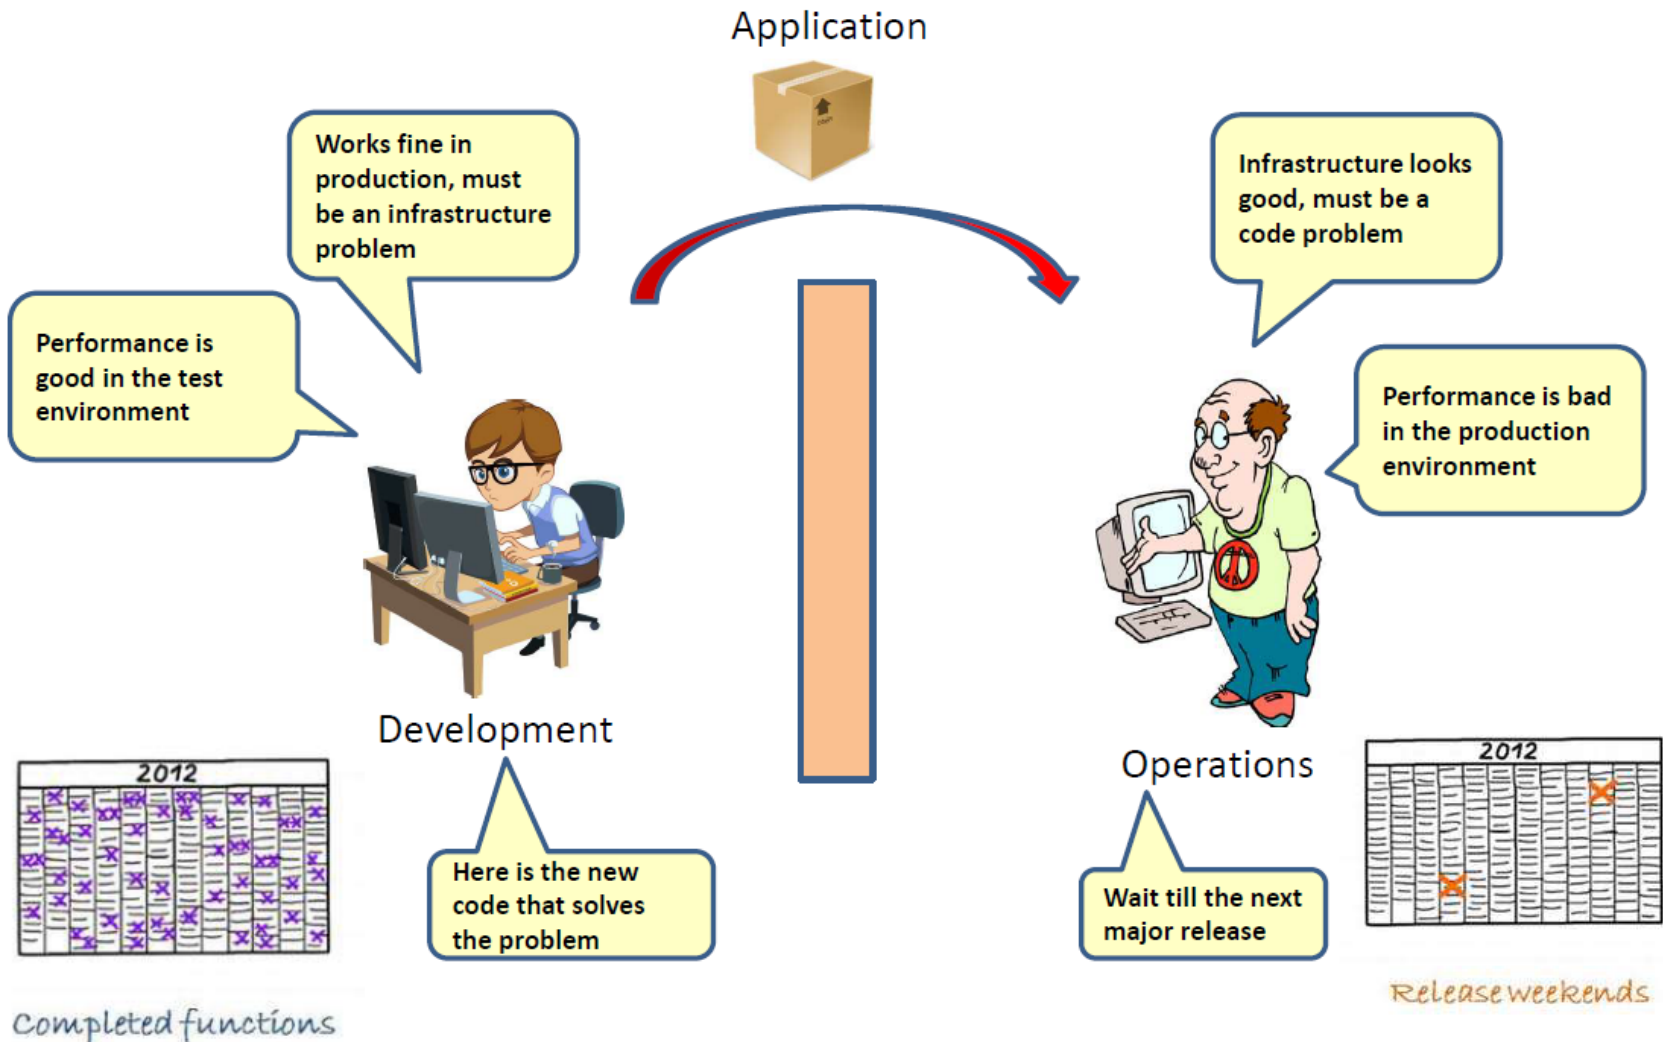 Application
Works fine in
production, must
be an infrastructure
problem
Infrastructure looks
good, must be a
code problem
Performance is
good in the test
environment
Performance is bad
in the production
environment
Development
Operations
2012
2012
Here is the new
code that solves
the problem
Wait till the next
major release
Completed functions
Release weekends